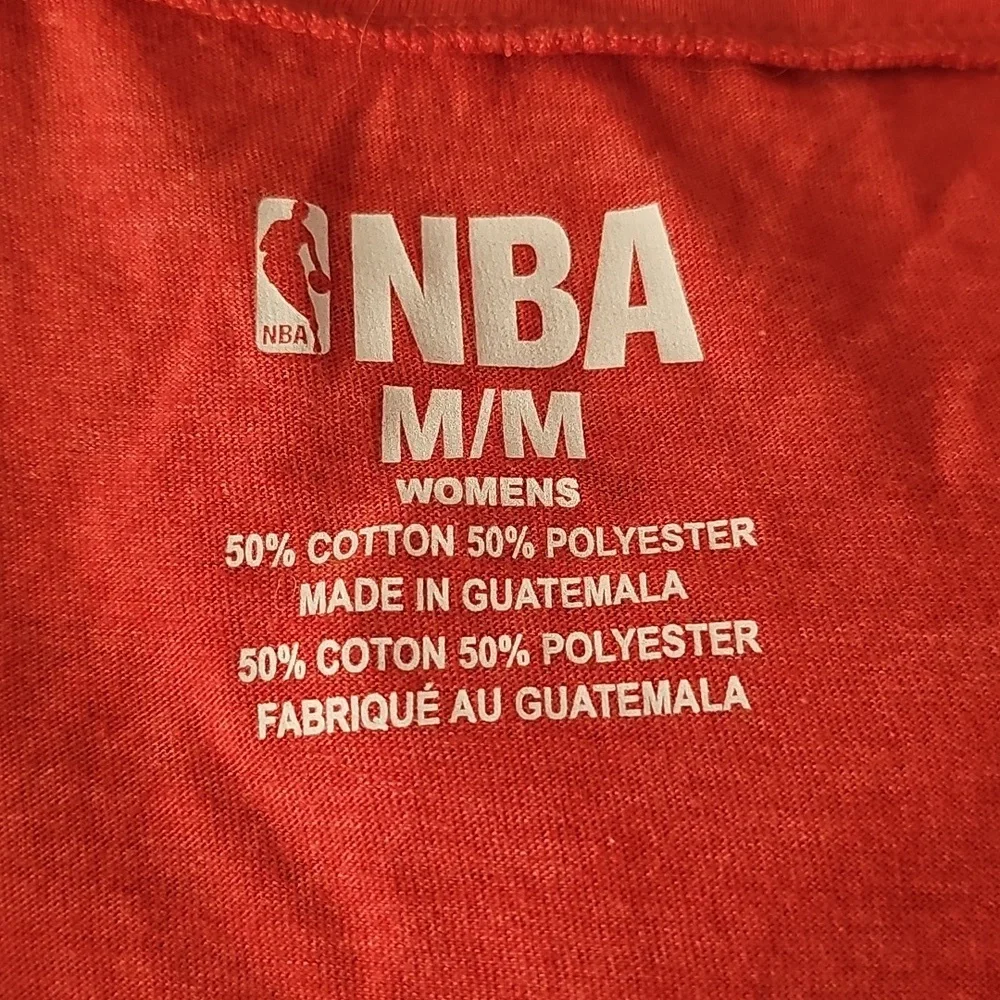 NBA NBA
M/M
WOMENS
50% COTTON 50% POLYESTER
MADE IN GUATEMALA
50% COTON 50% POLYESTER
FABRIQUÉ AU GUATEMALA